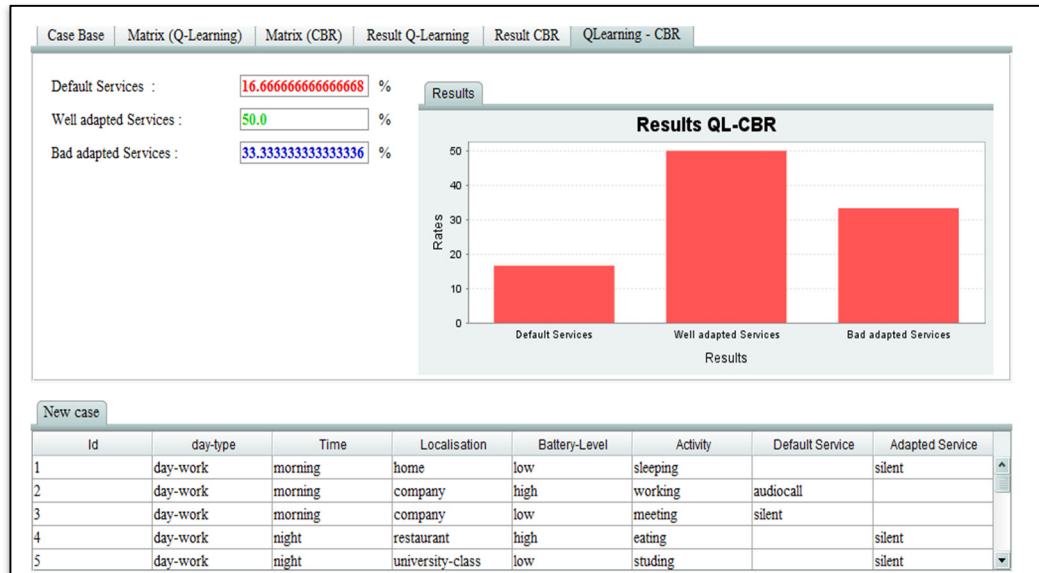 Case Base Matrix (Q-Learning) Matrix (CBR) Result Q-Learning Result CBR QLearning - CBR
Default Services : 16.666666666666668 %
Well adapted Services : 50.0 %
Bad adapted Services : 33.333333333333336 %
Results
Results QL-CBR
50
40
30
20
10
0
Rates
Default Services Well adapted Services Bad adapted Services
Results
New case
Id day-type Time Localisation Battery-Level Activity Default Service Adapted Service
1 day-work morning home low sleeping silent
2 day-work morning company high working audiocall
3 day-work morning company low meeting silent
4 day-work night restaurant high eating silent
5 day-work night university-class low studing silent